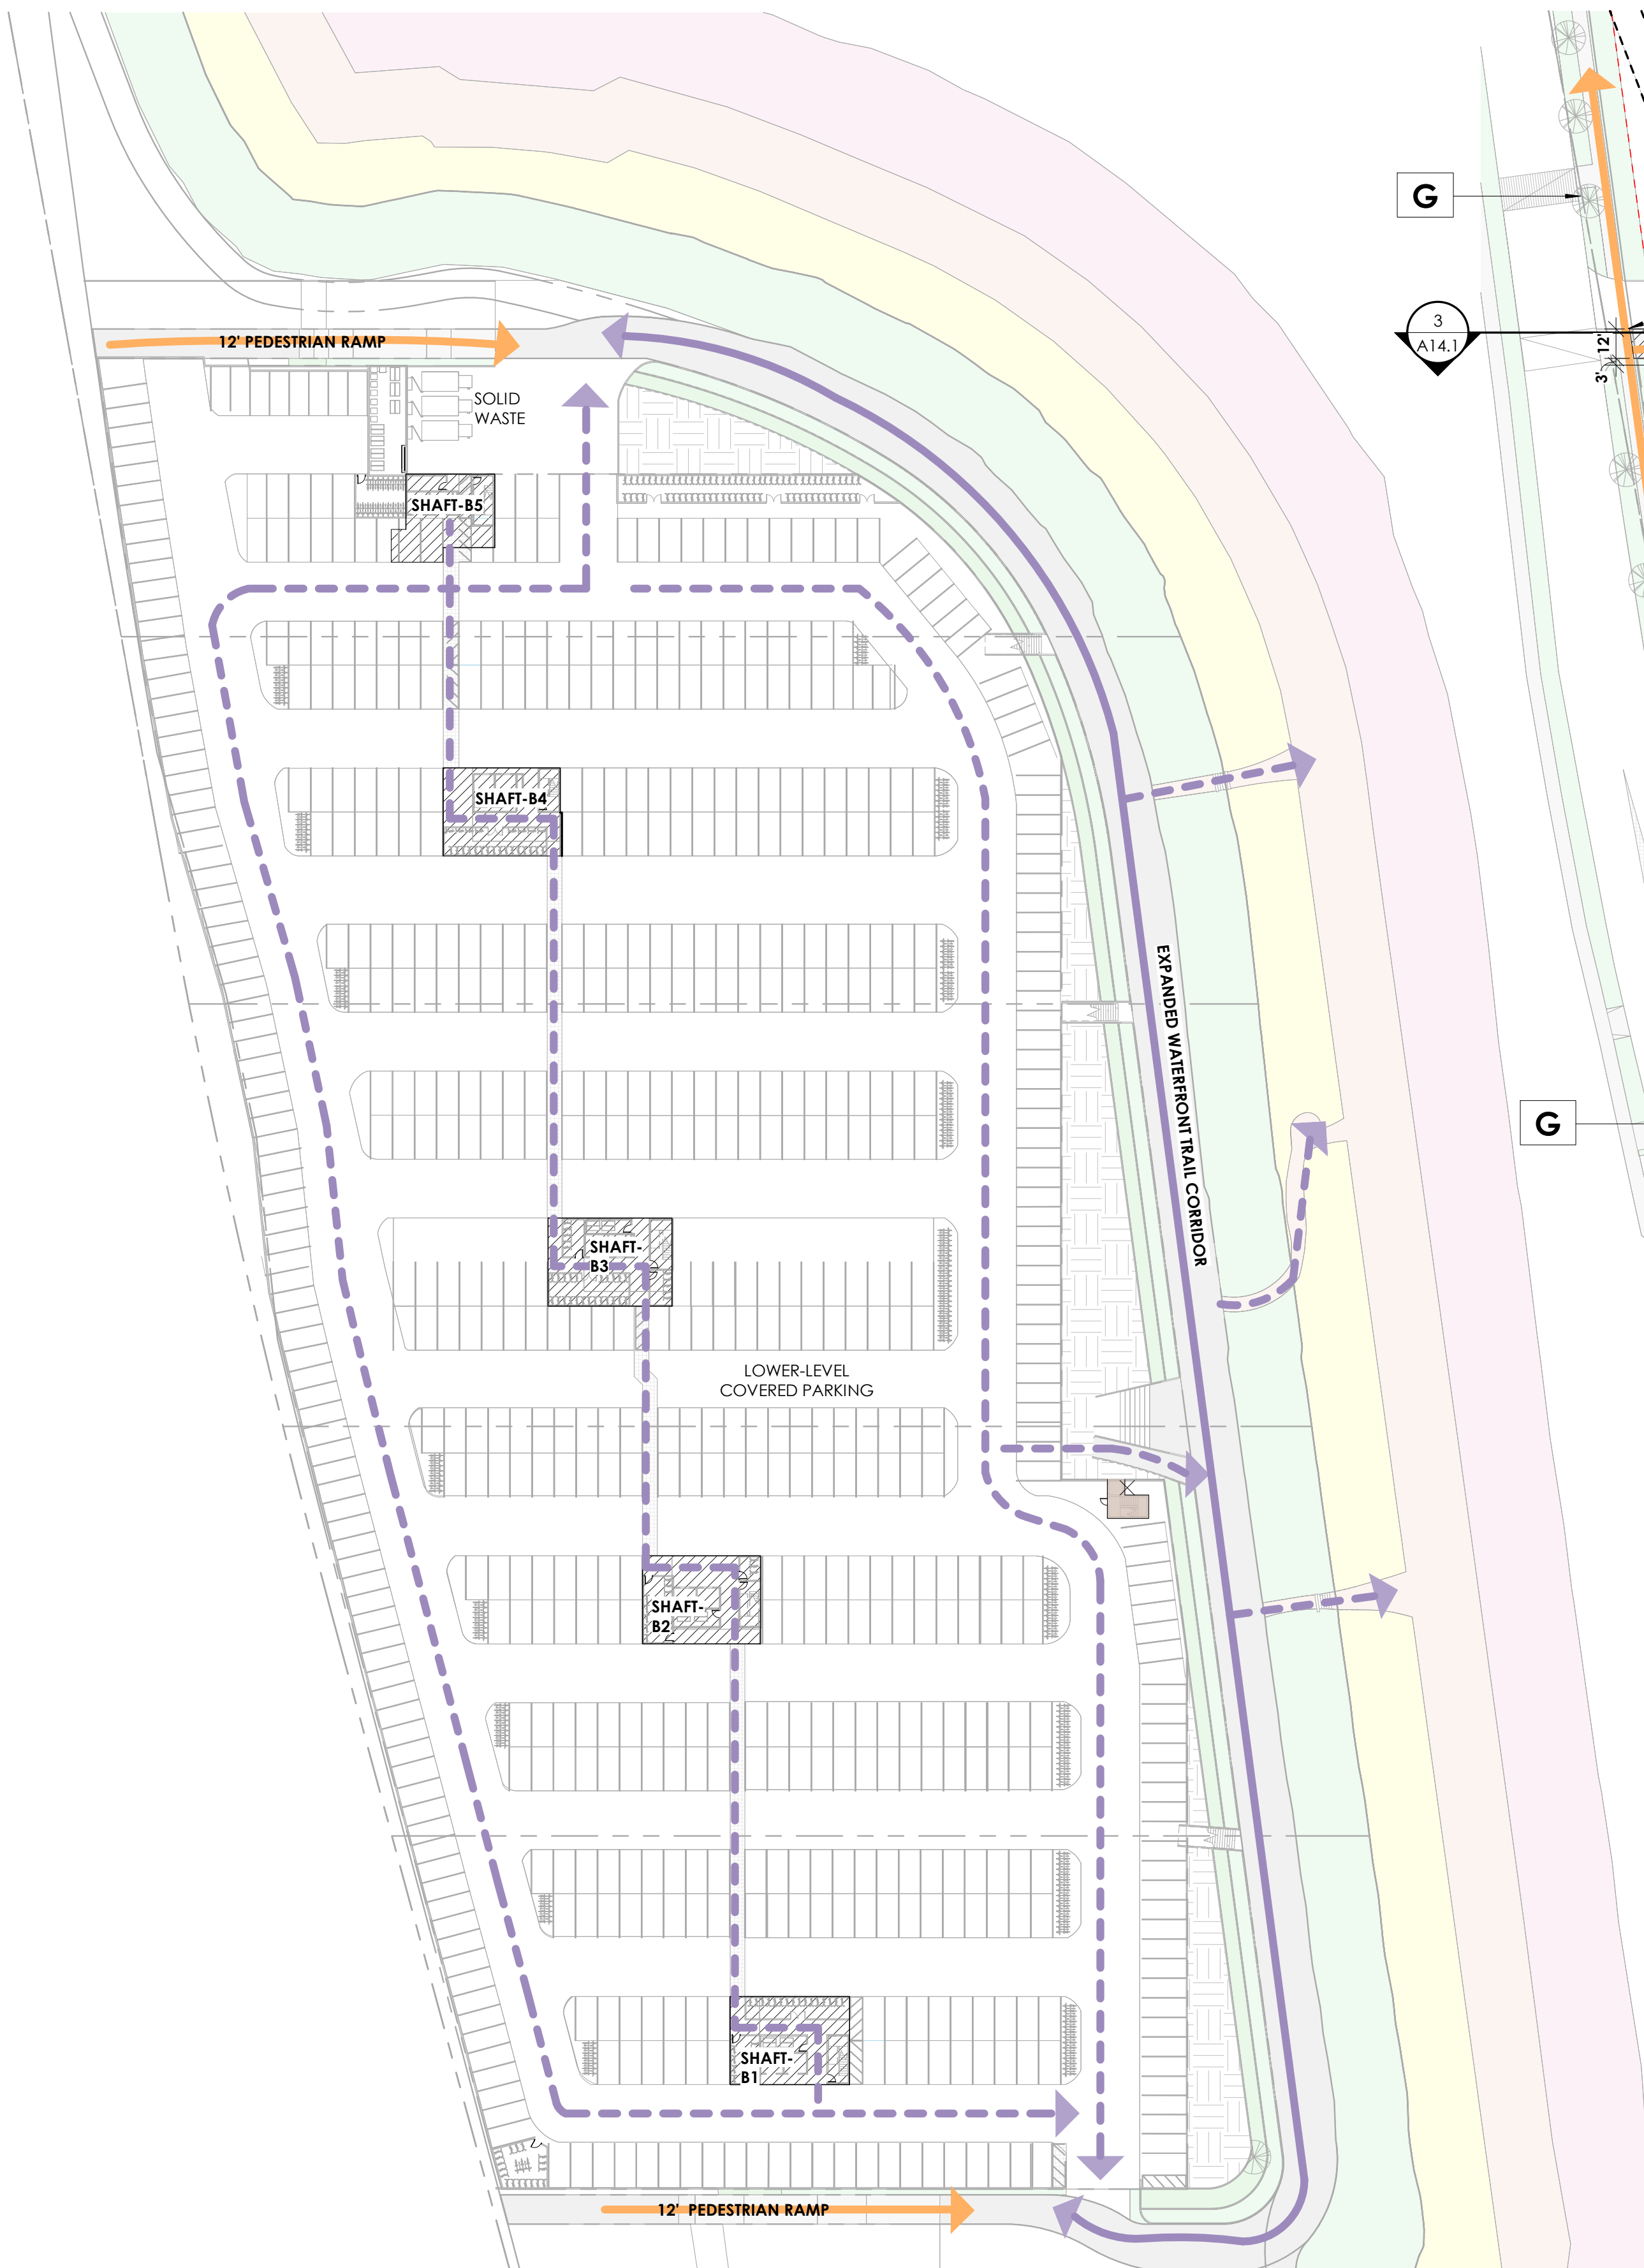 G
3
A14.1
12'
3'
12' PEDESTRIAN RAMP
SOLID
WASTE
SHAFT-B5
SHAFT-B4
EXPANDED WATERFRONT TRAIL CORRIDOR
G
SHAFT-
B3
LOWER-LEVEL
COVERED PARKING
SHAFT-
B2
SHAFT-
B1
12' PEDESTRIAN RAMP